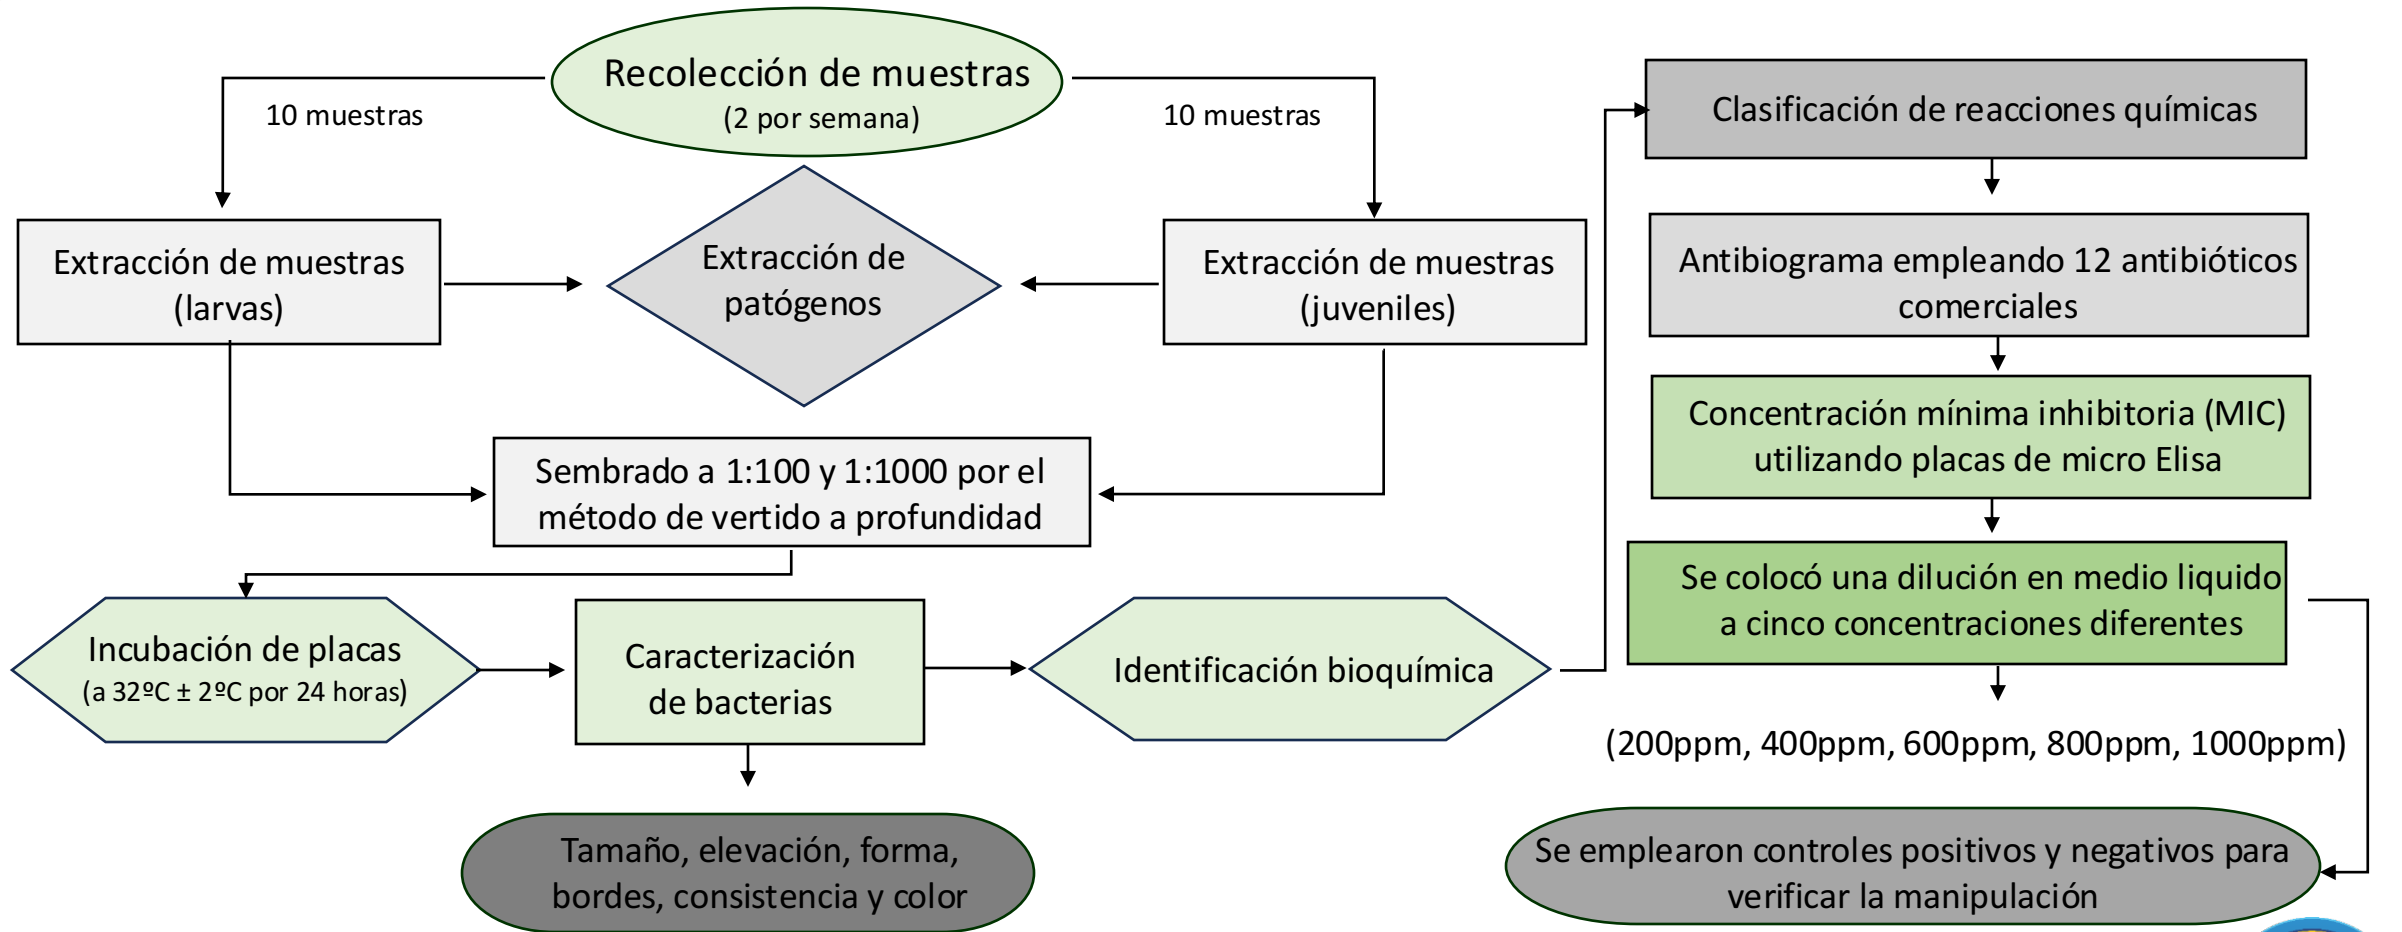 Recolección de muestras
(2 por semana)
10 muestras
10 muestras
Extracción de muestras
(larvas)
Extracción de
patógenos
Extracción de muestras
(juveniles)
Sembrado a 1:100 y 1:1000 por el
método de vertido a profundidad
Incubación de placas
(a 32ºC ± 2ºC por 24 horas)
Caracterización
de bacterias
Identificación bioquímica
Tamaño, elevación, forma,
bordes, consistencia y color
Clasificación de reacciones químicas
Antibiograma empleando 12 antibióticos
comerciales
Concentración mínima inhibitoria (MIC)
utilizando placas de micro Elisa
Se colocó una dilución en medio liquido
a cinco concentraciones diferentes
(200ppm, 400ppm, 600ppm, 800ppm, 1000ppm)
Se emplearon controles positivos y negativos para
verificar la manipulación